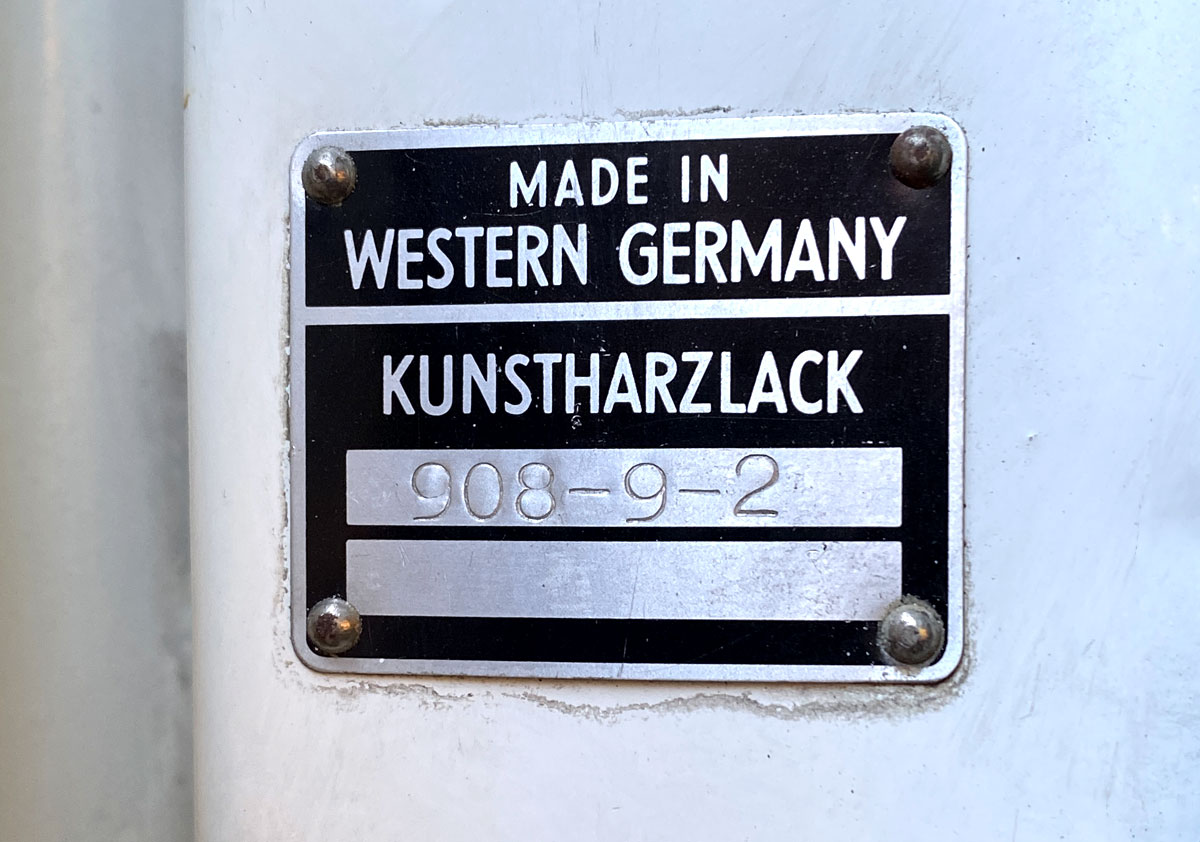 MADE IN
WESTERN GERMANY
KUNSTHARZLACK
908-9-2